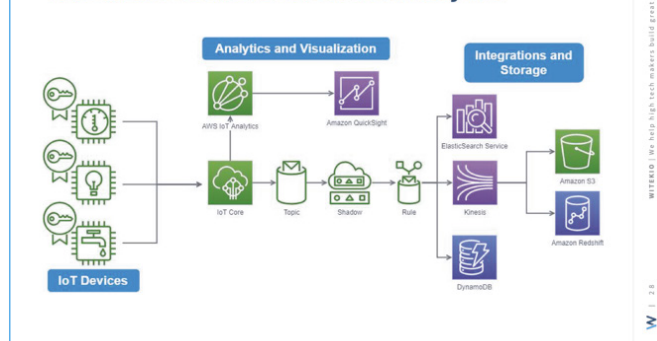 Analytics and Visualization
Integrations and
Storage
AWS IoT Analytics
Amazon QuickSight
ElasticSearch Service
IoT Core
Topic
Shadow
Rule
Kinesis
Amazon S3
Amazon Redshift
DynamoDB
IoT Devices
WITEKIO | We help high tech makers build great
W | 28